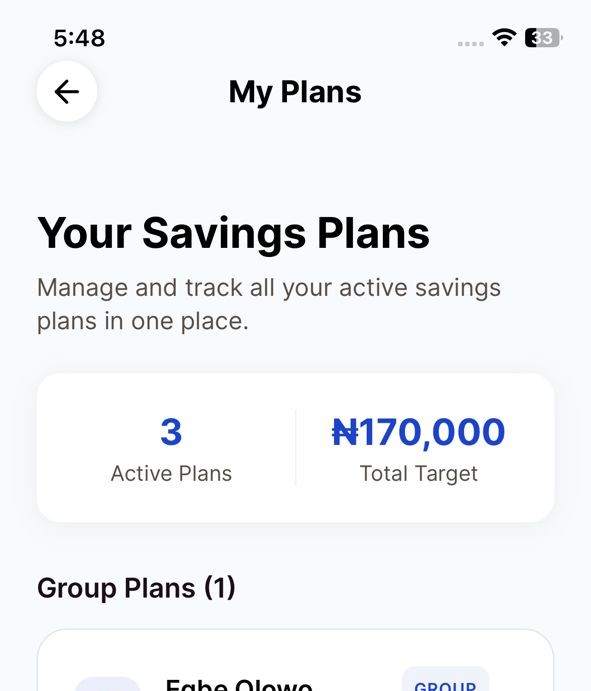 5:48
33
My Plans
Your Savings Plans
Manage and track all your active savings
plans in one place.
3
₦170,000
Active Plans
Total Target
Group Plans (1)
Egbe Olowo
GROUP